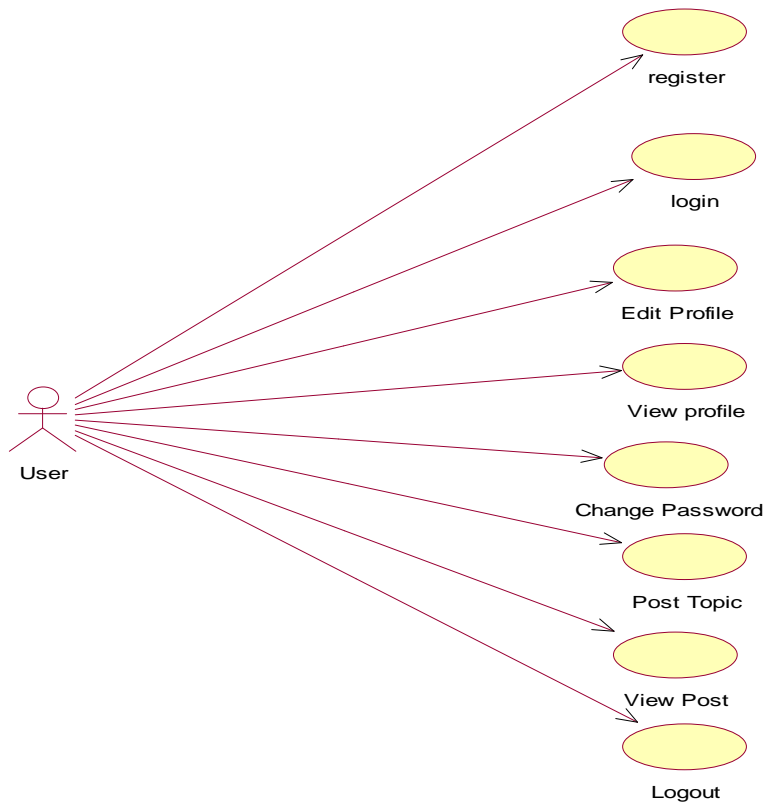 register
login
Edit Profile
View profile
User
Change Password
Post Topic
View Post
Logout